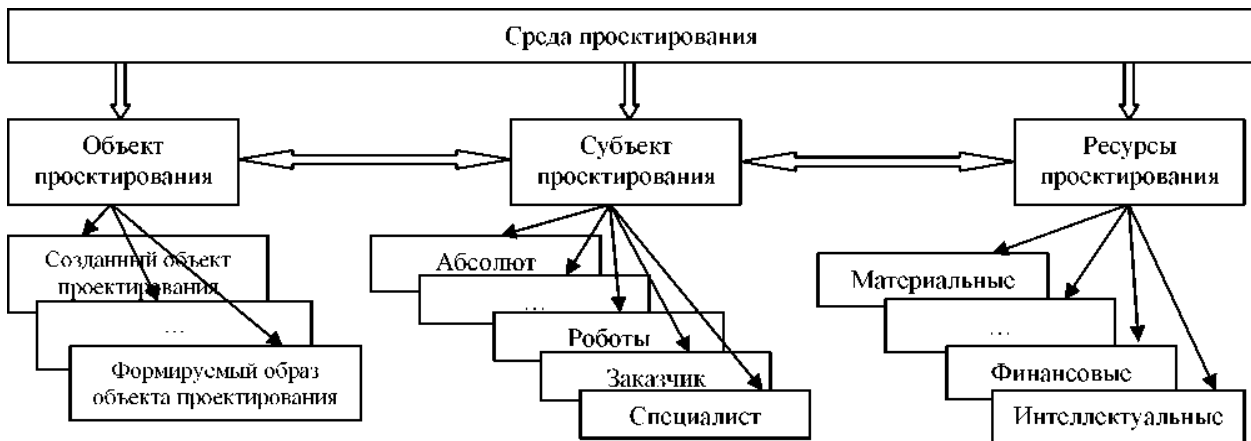 Среда проектирования
Объект
проектирования
Субъект
проектирования
Ресурсы
проектирования
Созданный объект
проектирования
...
Формируемый образ
объекта проектирования
Абсолют
...
Роботы
Заказчик
Специалист
Материальные
...
Финансовые
Интеллектуальные